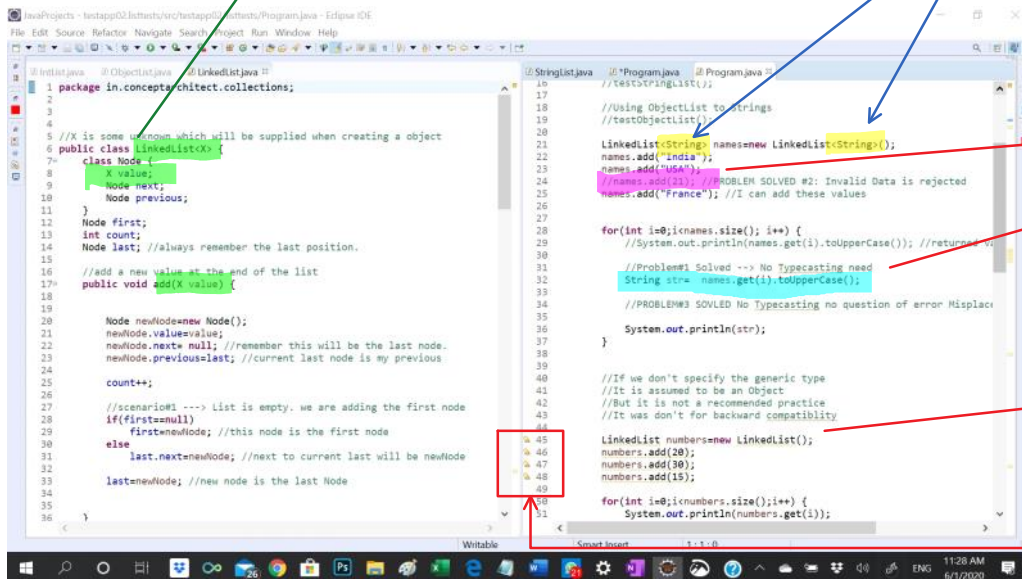 JavaProjects - testapp02.listtests/src/testapp02/listtests/Program.java - Eclipse IDE
File Edit Source Refactor Navigate Search Project Run Window Help
IntList.java ObjectList.java LinkedList.java
1 package in.conceptarchitect.collections;
2
3
4
5 //X is some unknown which will be supplied when creating a object
6 public class LinkedList<X> {
7 class Node {
8 X value;
9 Node next;
10 Node previous;
11 }
12 Node first;
13 int count;
14 Node last; //always remember the last position.
15
16 //add a new value at the end of the list
17 public void add(X value) {
18
19
20 Node newNode=new Node();
21 newNode.value=value;
22 newNode.next= null; //remember this will be the last node.
23 newNode.previous=last; //current last node is my previous
24
25 count++;
26
27 //scenario#1 ---> List is empty. we are adding the first node
28 if(first==null)
29 first=newNode; //this node is the first node
30 else
31 last.next=newNode; //next to current last will be newNode
32
33 last=newNode; //new node is the last Node
34
35
36 }
StringList.java *Program.java Program.java
16 //testStringList();
17
18 //Using ObjectList to Strings
19 //testObjectList();
20
21 LinkedList<String> names=new LinkedList<String>();
22 names.add("India");
23 names.add("USA");
24 //names.add(21); //PROBLEM SOLVED #2: Invalid Data is rejected
25 names.add("France"); //I can add these values
26
27
28 for(int i=0;i<names.size(); i++) {
29 //System.out.println(names.get(i).toUpperCase()); //returned va
30
31 //Problem#1 Solved --> No Typecasting need
32 String str= names.get(i).toUpperCase();
33
34 //PROBLEM#3 SOVLED No Typecasting no question of error Misplace
35
36 System.out.println(str);
37 }
38
39
40 //If we don't specify the generic type
41 //It is assumed to be an Object
42 //But it is not a recommended practice
43 //It was don't for backward compatiblity
44
45 LinkedList numbers=new LinkedList();
46 numbers.add(20);
47 numbers.add(30);
48 numbers.add(15);
49
50 for(int i=0;i<numbers.size();i++) {
51 System.out.println(numbers.get(i));
Writable Smart Insert 1:1:0
26 ENG 11:28 AM
6/1/2020